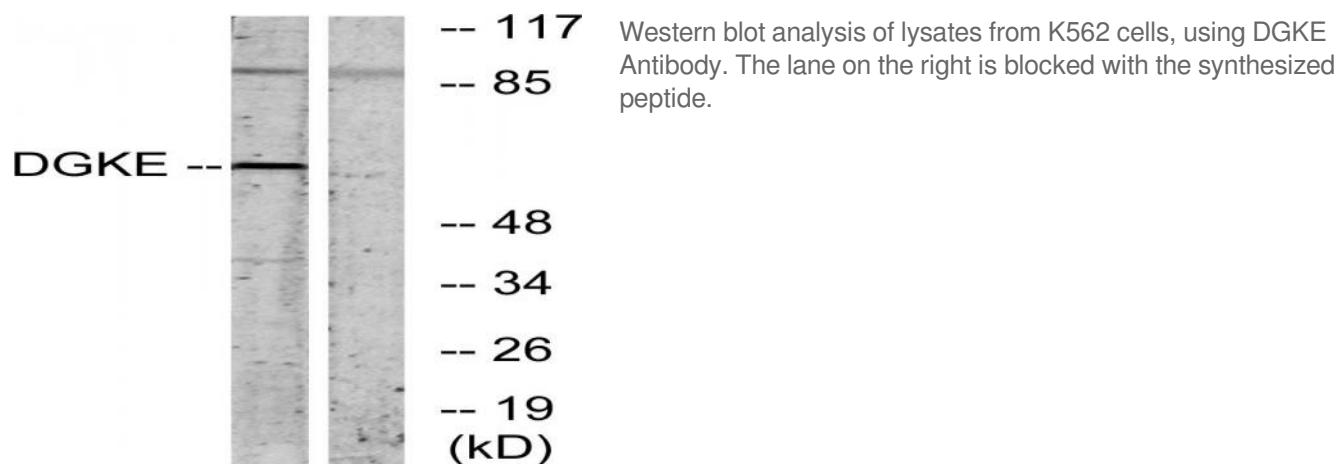 -- 117
-- 85
DGKE --
-- 48
-- 34
-- 26
-- 19
(kD)
Western blot analysis of lysates from K562 cells, using DGKE
Antibody. The lane on the right is blocked with the synthesized
peptide.